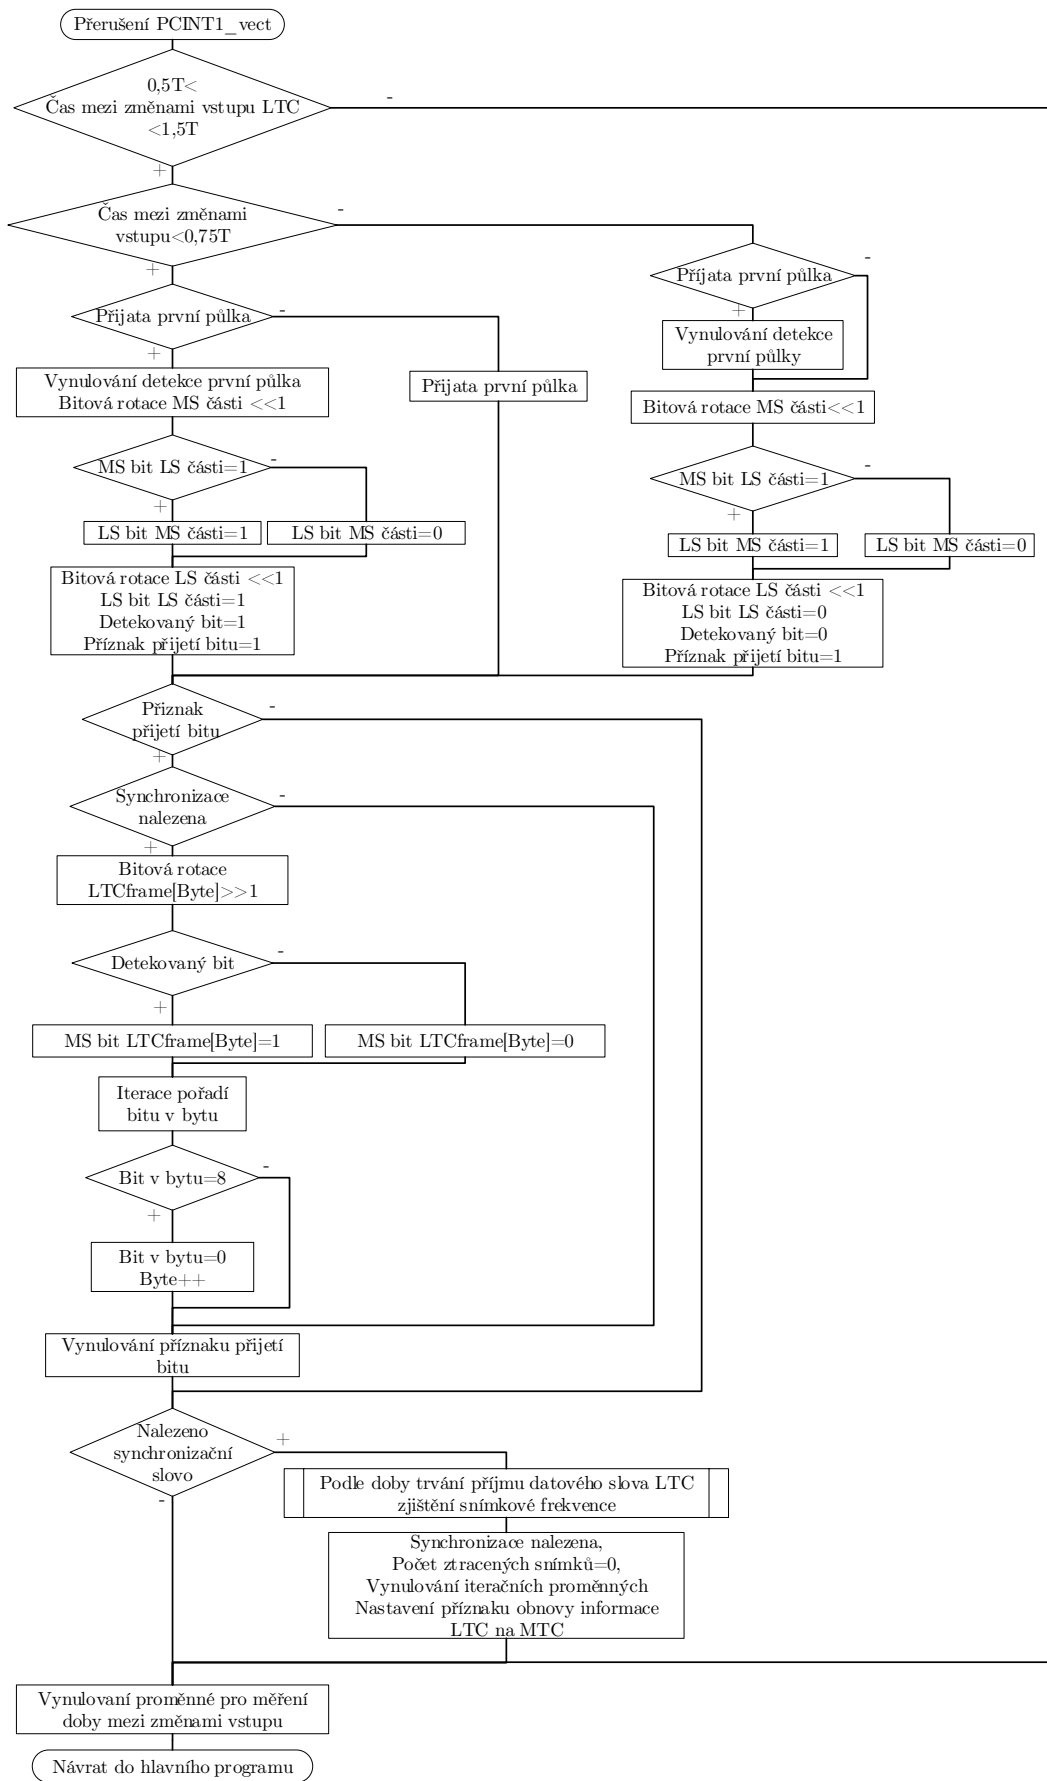 Přerušení PCINT1_vect
0,5T<
Čas mezi změnami vstupu LTC
<1,5T
-
+
Čas mezi změnami
vstupu<0,75T
-
+
Příjata první půlka
-
+
Vynulování detekce
první půlky
Bitová rotace MS části<<1
MS bit LS části=1
-
+
LS bit MS části=1
LS bit MS části=0
Bitová rotace LS části <<1
LS bit LS části=0
Detekovaný bit=0
Příznak přijetí bitu=1
Přijata první půlka
-
+
Vynulování detekce první půlka
Bitová rotace MS části <<1
Přijata první půlka
MS bit LS části=1
-
+
LS bit MS části=1
LS bit MS části=0
Bitová rotace LS části <<1
LS bit LS části=1
Detekovaný bit=1
Příznak přijetí bitu=1
Přiznak
přijetí bitu
-
+
Synchronizace
nalezena
-
+
Bitová rotace
LTCframe[Byte]>>1
Detekovaný bit
-
+
MS bit LTCframe[Byte]=1
MS bit LTCframe[Byte]=0
Iterace pořadí
bitu v bytu
Bit v bytu=8
-
+
Bit v bytu=0
Byte++
Vynulování příznaku přijetí
bitu
Nalezeno
synchronizační
slovo
+
-
Podle doby trvání příjmu datového slova LTC
zjištění snímkové frekvence
Synchronizace nalezena,
Počet ztracených snímků=0,
Vynulování iteračních proměnných
Nastavení příznaku obnovy informace
LTC na MTC
Vynulovaní proměnné pro měření
doby mezi změnami vstupu
Návrat do hlavního programu